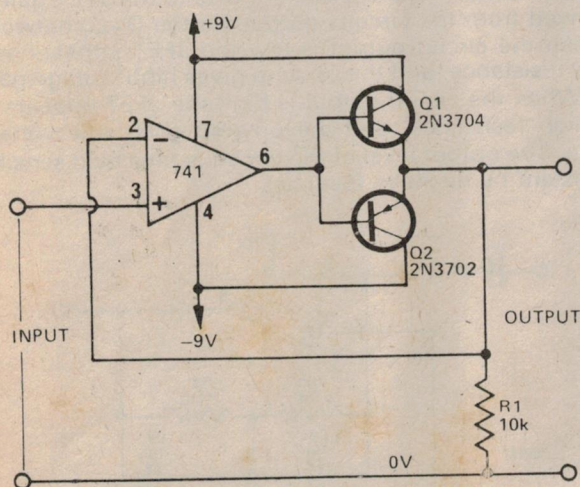 +9V
Q1
2N3704
2
7
6
741
3
4
Q2
2N3702
INPUT
-9V
OUTPUT
R1
10k
0V